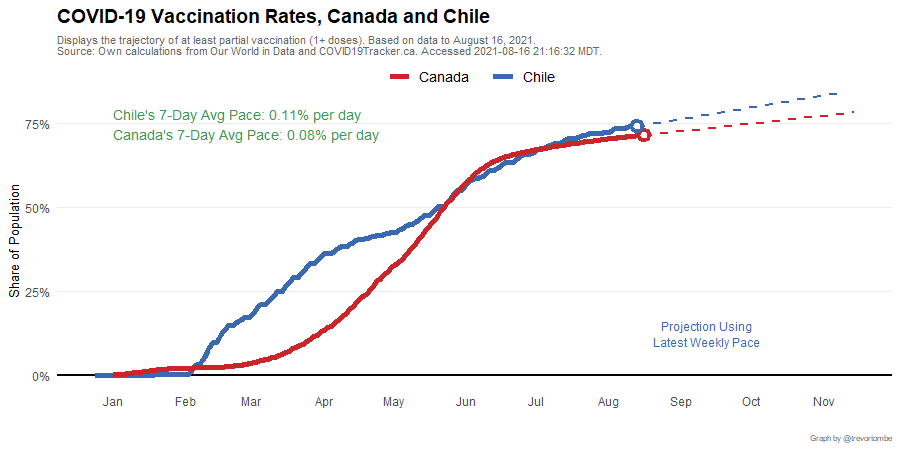 COVID-19 Vaccination Rates, Canada and Chile
Displays the trajectory of at least partial vaccination (1+ doses). Based on data to August 16, 2021.
Source: Own calculations from Our World in Data and COVID19Tracker.ca. Accessed 2021-08-16 21:16:32 MDT.
Canada Chile
Chile's 7-Day Avg Pace: 0.11% per day
Canada's 7-Day Avg Pace: 0.08% per day
75%
50%
25%
0%
Share of Population
Projection Using
Latest Weekly Pace
Jan Feb Mar Apr May Jun Jul Aug Sep Oct Nov
Graph by @trevortombe